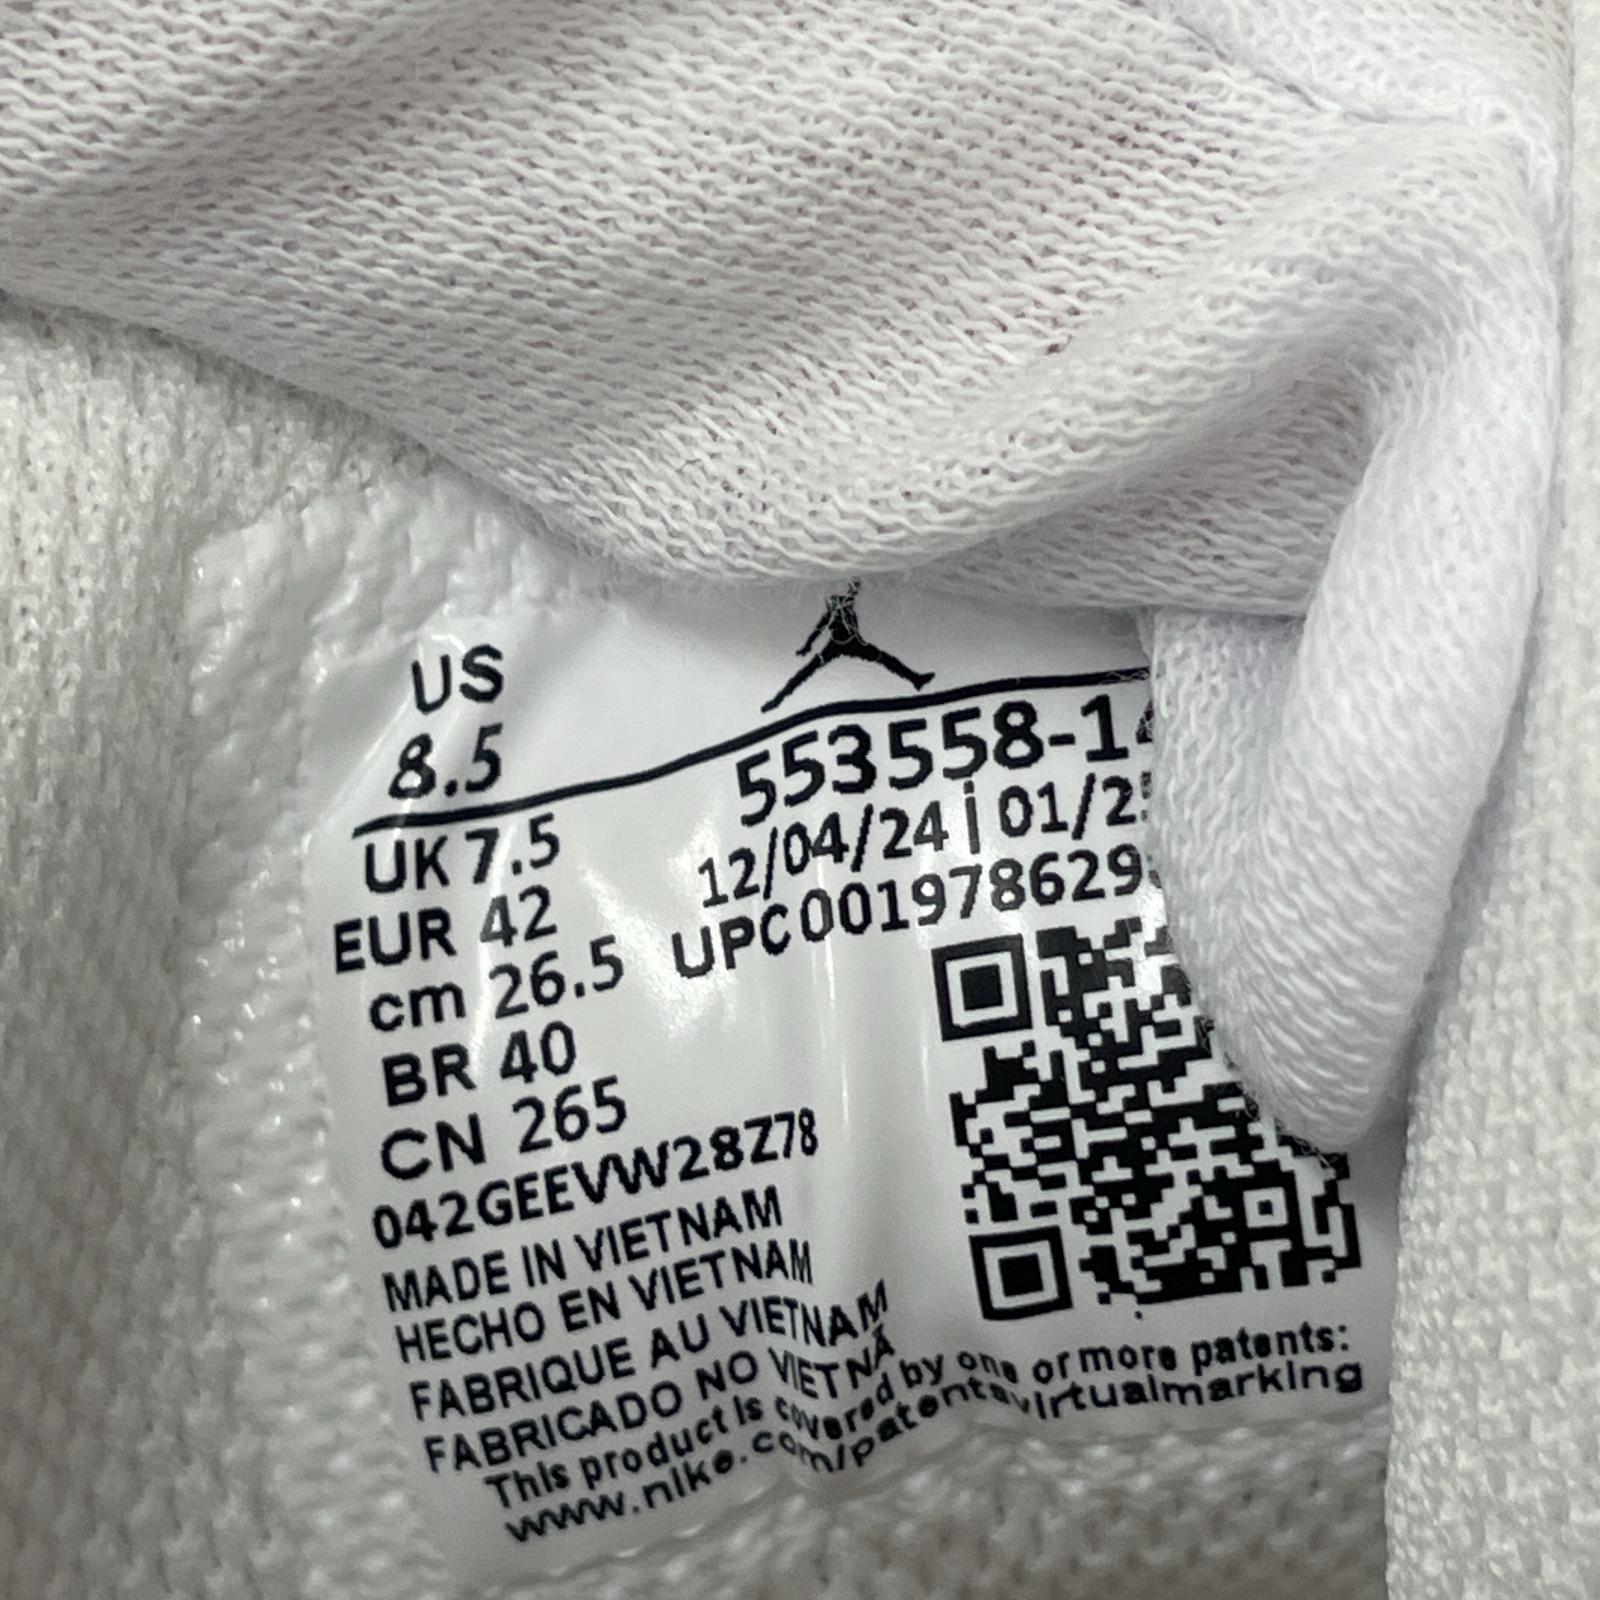 US
8.5
UK 7.5
EUR 42
cm 26.5
BR 40
CN 265
553558-1
12/04/24 | 01/2
UPC001978629
042GEEVW28Z78
MADE IN VIETNAM
HECHO EN VIETNAM
FABRIQUE AU VIETNAM
FABRICADO NO VIETNÃ
This product is covered by one or more patents:
www.nike.com/patentsvirtualmarking